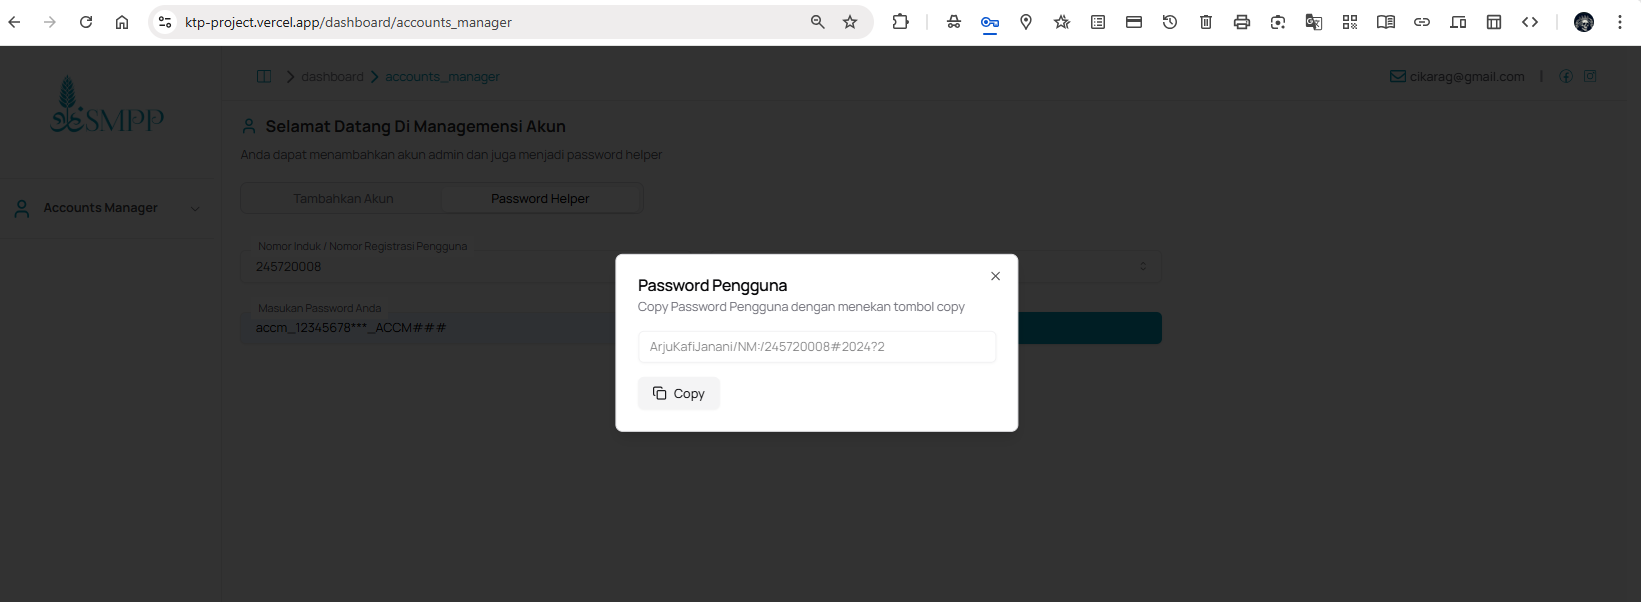 ktp-project.vercel.app/dashboard/accounts_manager
SMPP
dashboard
accounts_manager
cikarag@gmail.com
Selamat Datang Di Managemensi Akun
Anda dapat menambahkan akun admin dan juga menjadi password helper
Accounts Manager
Tambahkan Akun
Password Helper
Nomor Induk / Nomor Registrasi Pengguna
245720008
Masukan Password Anda
accm_12345678***_ACCM###
Password Pengguna
Copy Password Pengguna dengan menekan tombol copy
ArjuKafiJanani/NM:/245720008#2024?2
Copy